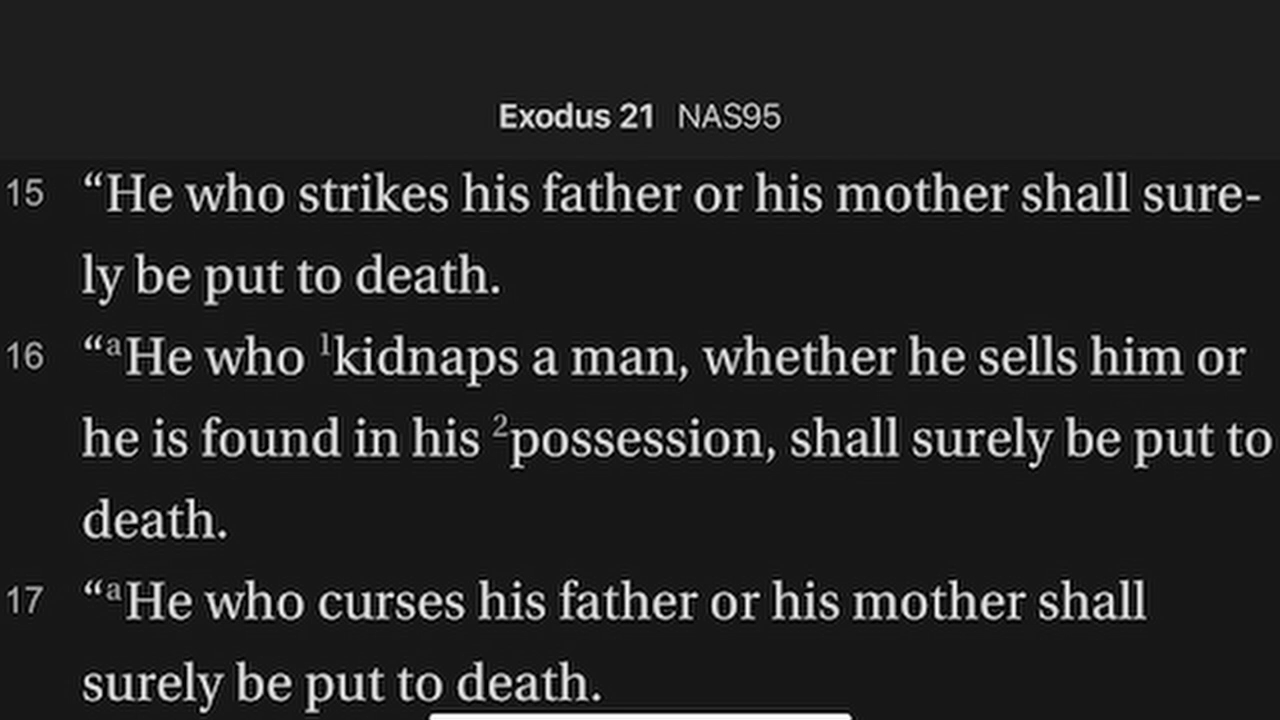 Exodus 21 NAS95
15 “He who strikes his father or his mother shall sure-
ly be put to death.
16 “aHe who 1kidnaps a man, whether he sells him or
he is found in his 2possession, shall surely be put to
death.
17 “aHe who curses his father or his mother shall
surely be put to death.